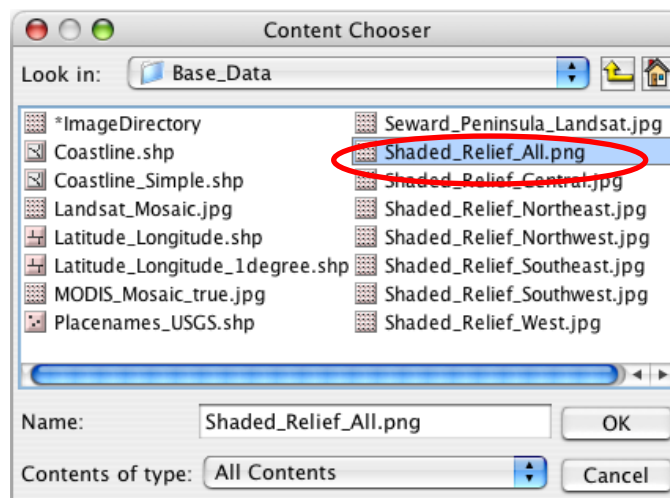 Content Chooser
Look in: Base_Data
*ImageDirectory
Coastline.shp
Coastline_Simple.shp
Landsat_Mosaic.jpg
Latitude_Longitude.shp
Latitude_Longitude_1degree.shp
MODIS_Mosaic_true.jpg
Placenames_USGS.shp
Seward_Peninsula_Landsat.jpg
Shaded_Relief_All.png
Shaded_Relief_Central.jpg
Shaded_Relief_Northeast.jpg
Shaded_Relief_Northwest.jpg
Shaded_Relief_Southeast.jpg
Shaded_Relief_Southwest.jpg
Shaded_Relief_West.jpg
Name: Shaded_Relief_All.png OK
Contents of type: All Contents Cancel